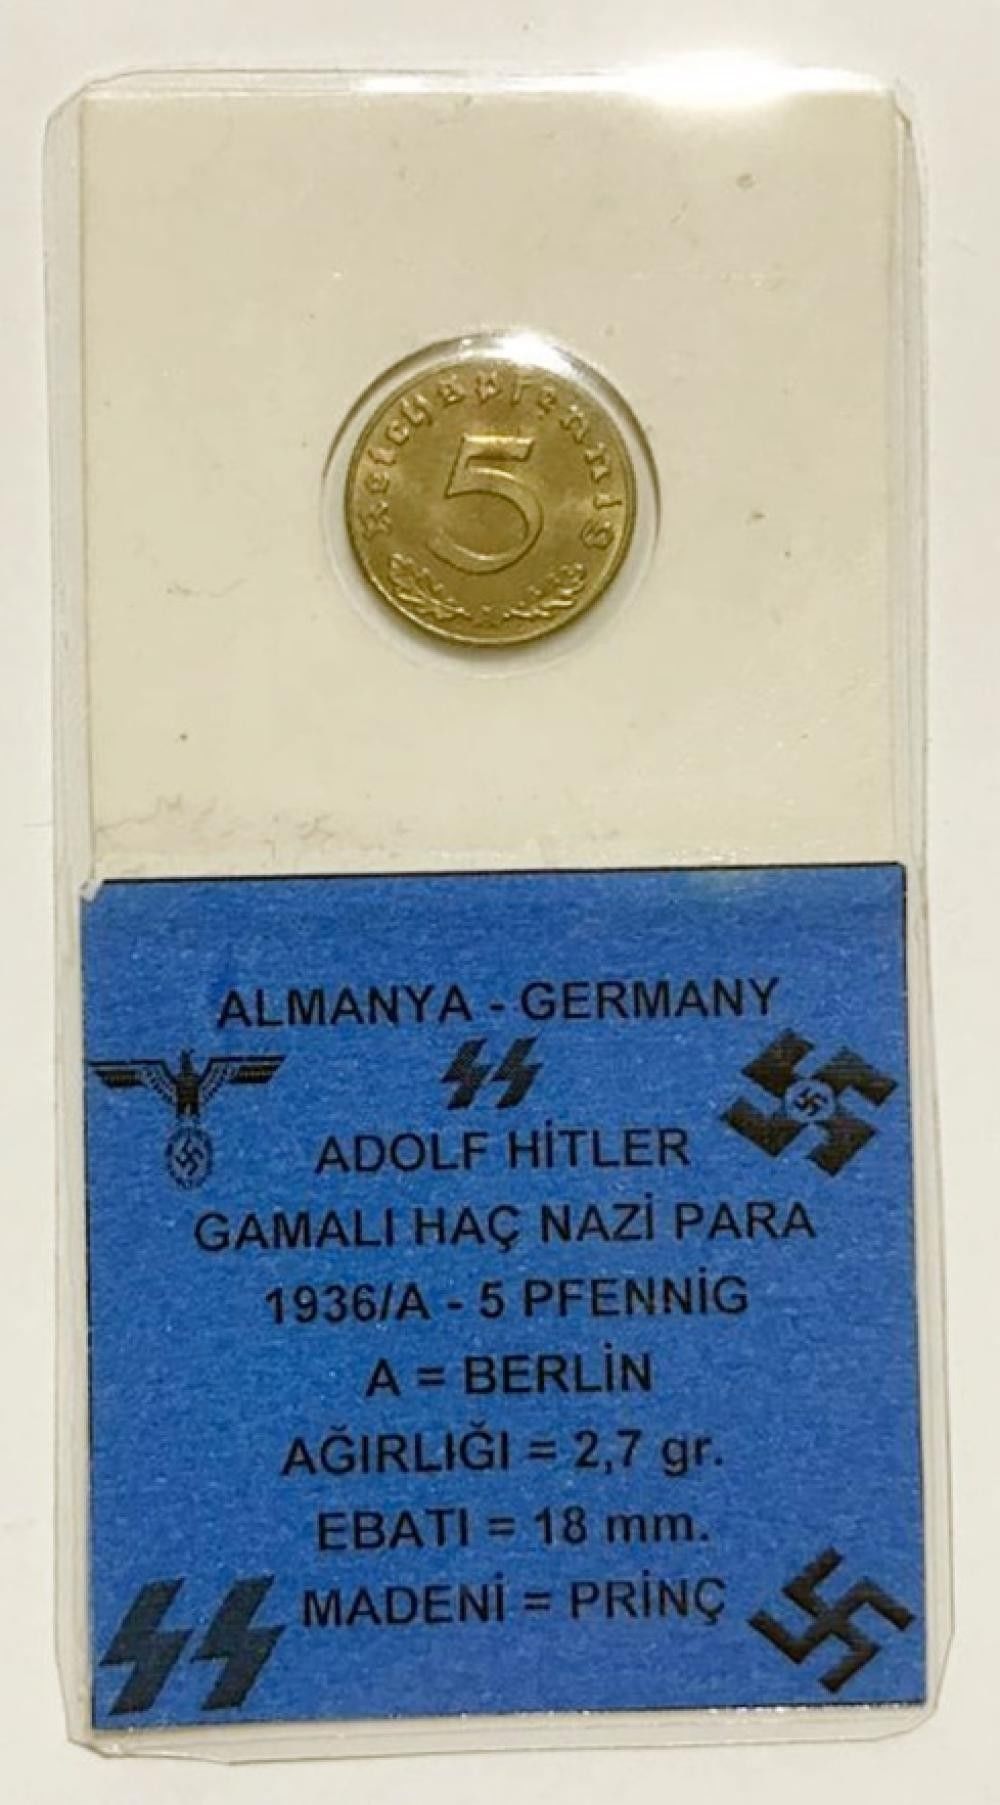 Reichspfennig
5
ALMANYA - GERMANY
ADOLF HİTLER
GAMALI HAÇ NAZİ PARA
1936/A - 5 PFENNİG
A = BERLİN
AĞIRLIĞI = 2,7 gr.
EBATI = 18 mm.
MADENİ = PRİNÇ